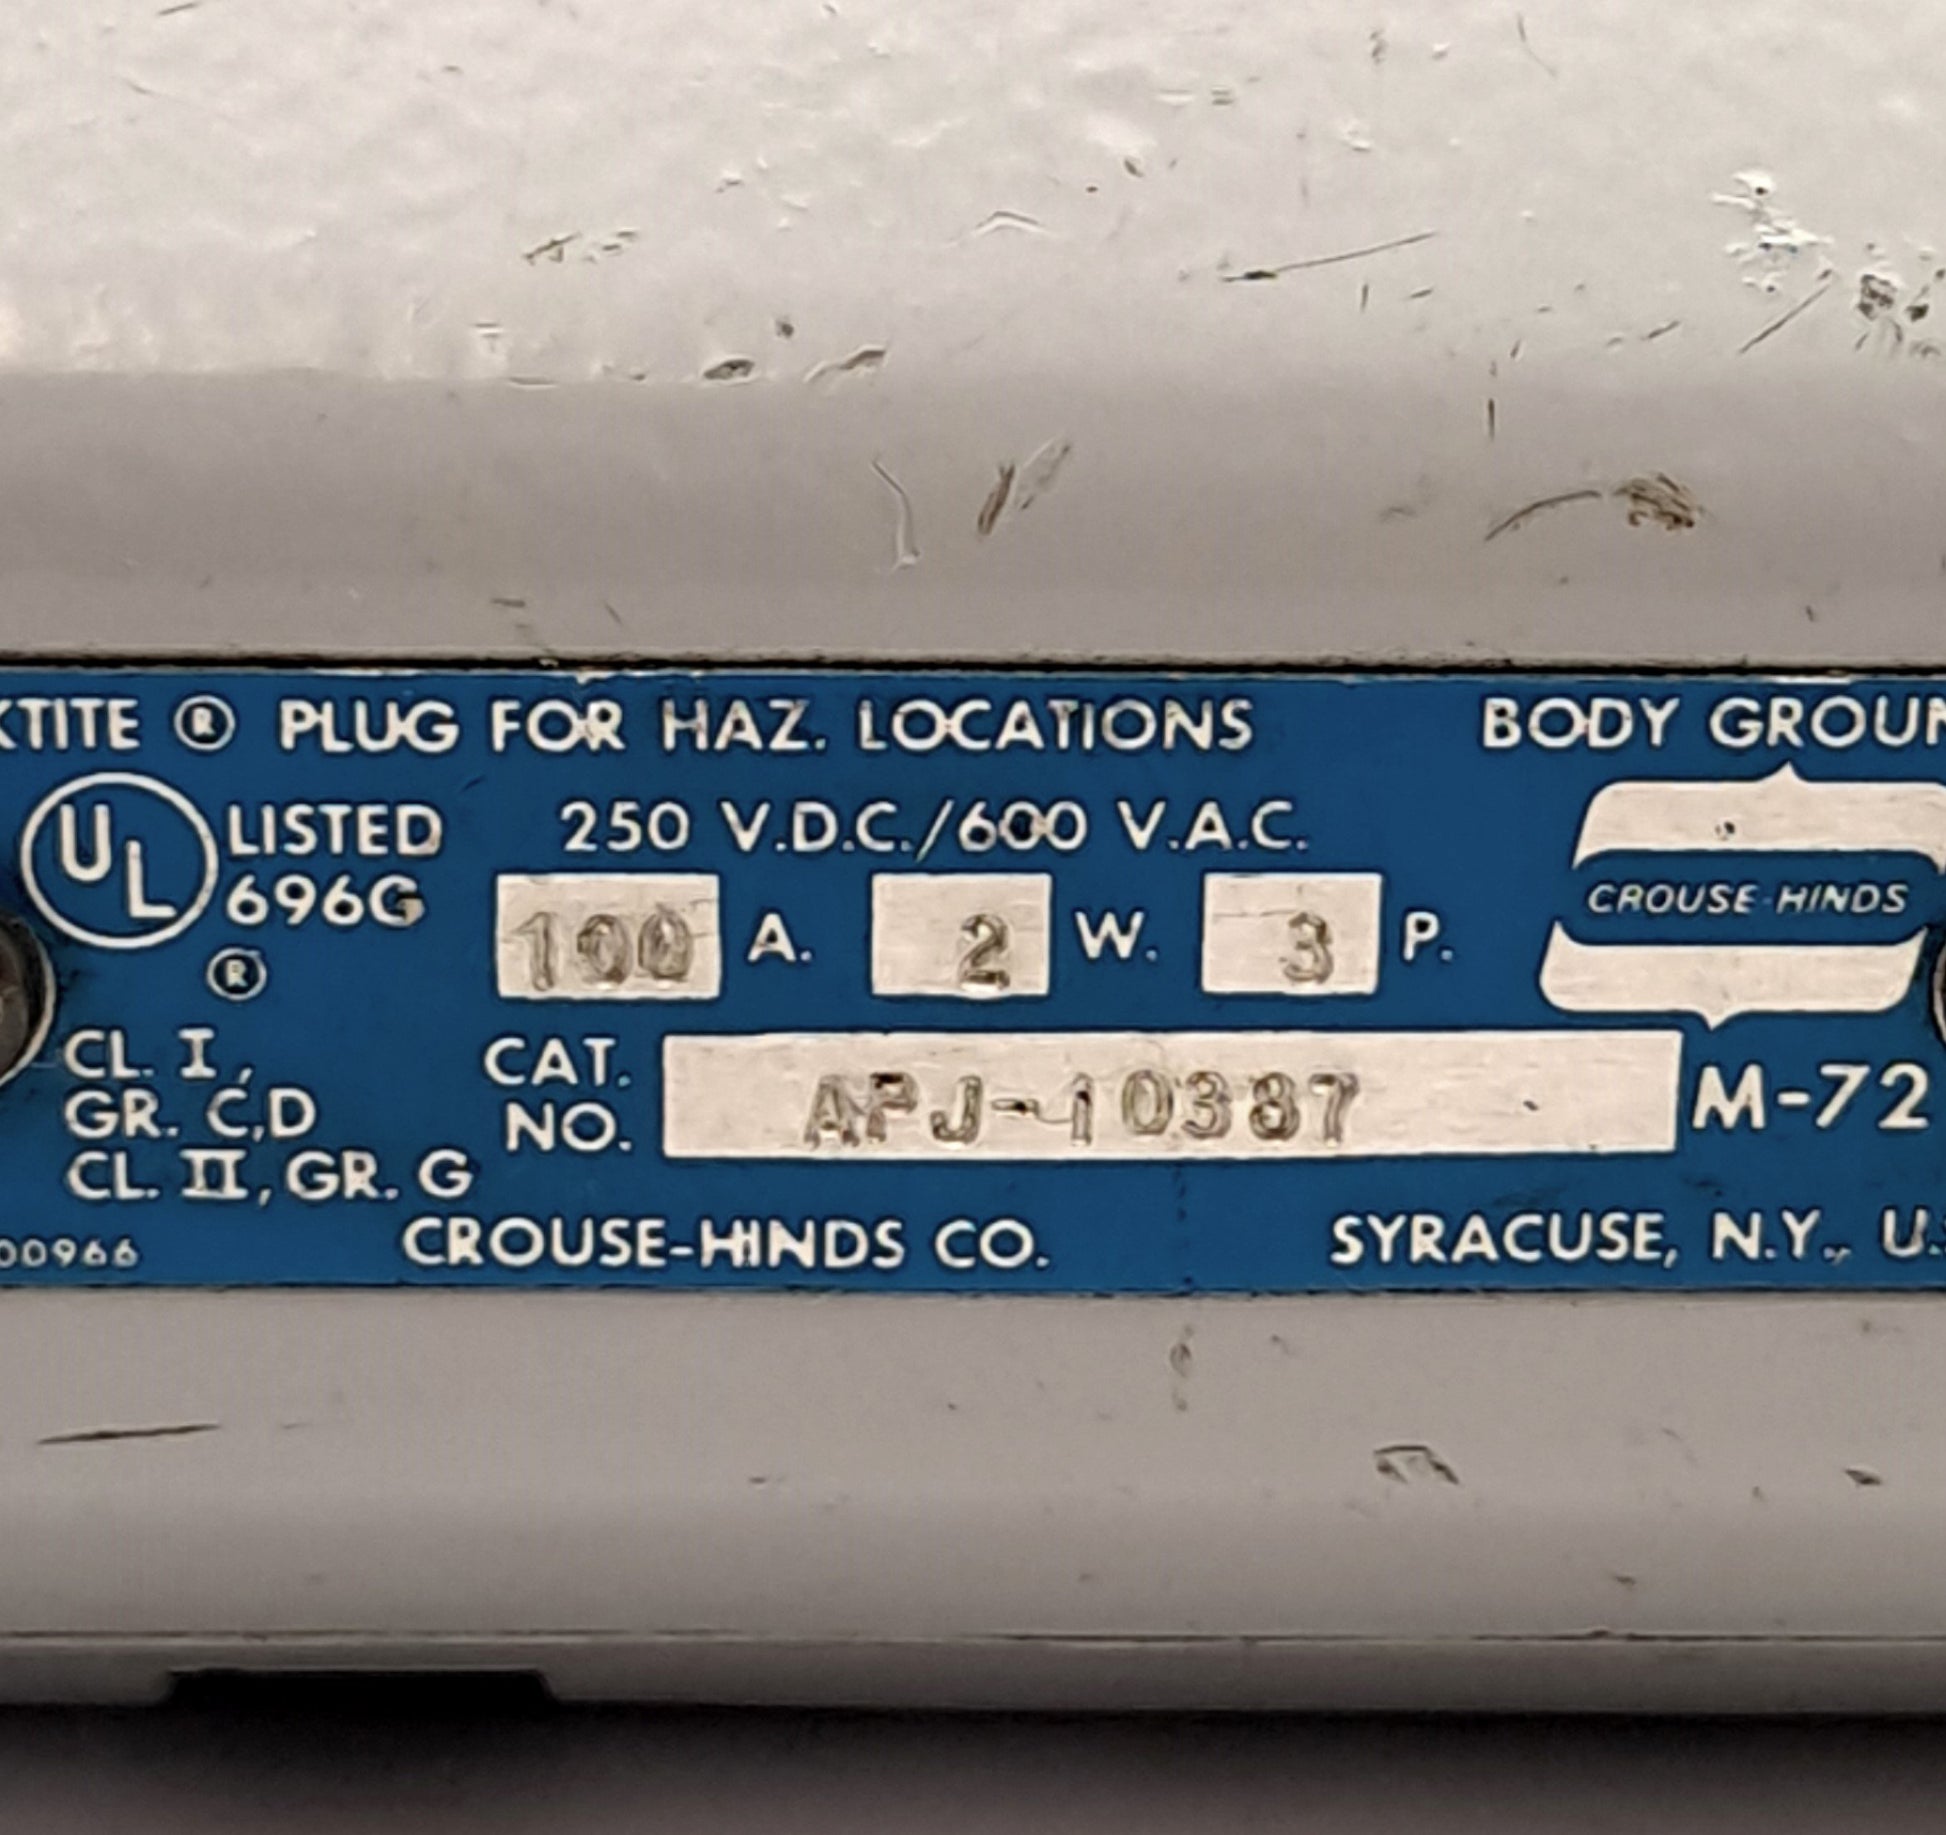 KTITE ® PLUG FOR HAZ. LOCATIONS BODY GROUN
UL LISTED 250 V.D.C./600 V.A.C.
696G
® 100 A. 2 W. 3 P. CROUSE-HINDS
CL. I, CAT.
GR. C,D NO. APJ-10387 M-72
CL. II, GR. G
00966 CROUSE-HINDS CO. SYRACUSE, N.Y., U.S